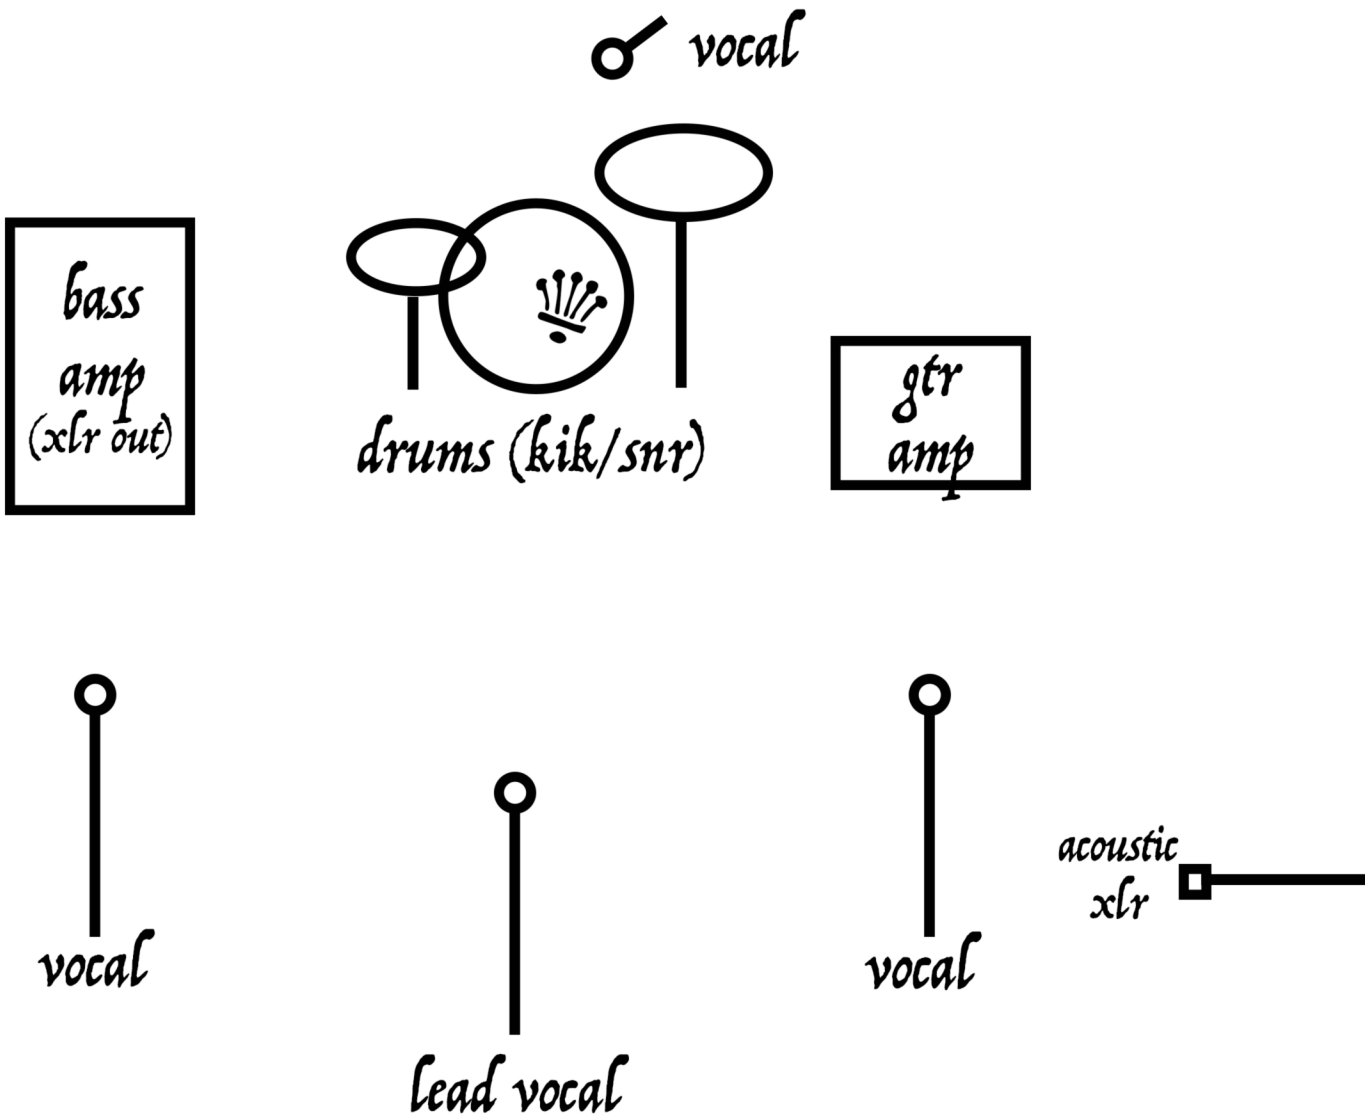 vocal
bass
amp
(xlr out)
drums (kik/snr)
gtr
amp
vocal
vocal
acoustic
xlr
lead vocal